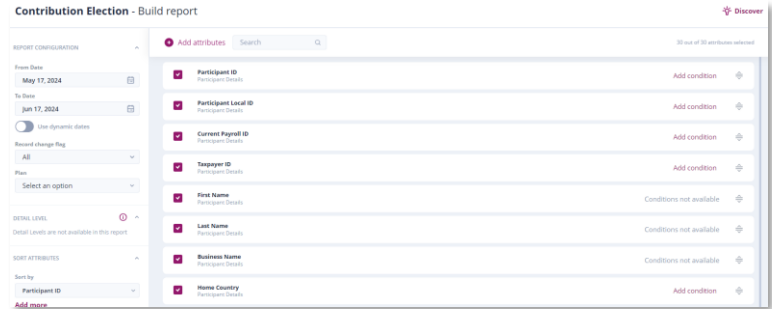 Contribution Election - Build report
Discover
REPORT CONFIGURATION
From Date
May 17, 2024
To Date
Jun 17, 2024
Use dynamic dates
Record change flag
All
Plan
Select an option
DETAIL LEVEL
Detail Levels are not available in this report
SORT ATTRIBUTES
Sort by
Participant ID
Add more
Add attributes
Search
30 out of 30 attributes selected
Participant ID
Participant Details
Add condition
Participant Local ID
Participant Details
Add condition
Current Payroll ID
Participant Details
Add condition
Taxpayer ID
Participant Details
Add condition
First Name
Participant Details
Conditions not available
Last Name
Participant Details
Conditions not available
Business Name
Participant Details
Conditions not available
Home Country
Participant Details
Add condition